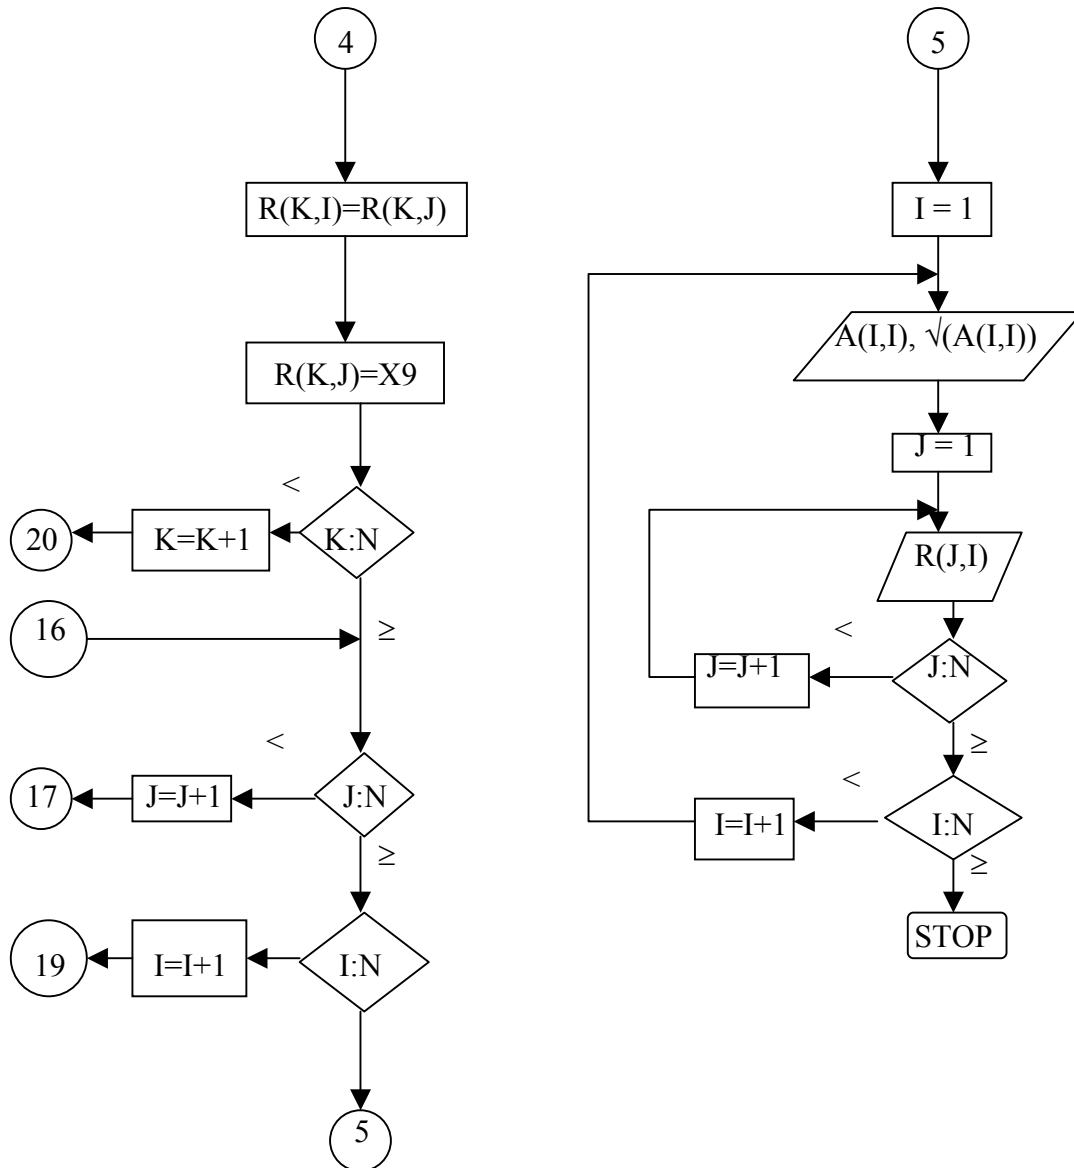 4
R(K,I)=R(K,J)
R(K,J)=X9
<
20
K=K+1
K:N
16
≥
<
17
J=J+1
J:N
≥
19
I=I+1
I:N
5
5
I = 1
A(I,I), √(A(I,I))
J = 1
R(J,I)
<
J=J+1
J:N
≥
<
I=I+1
I:N
≥
STOP